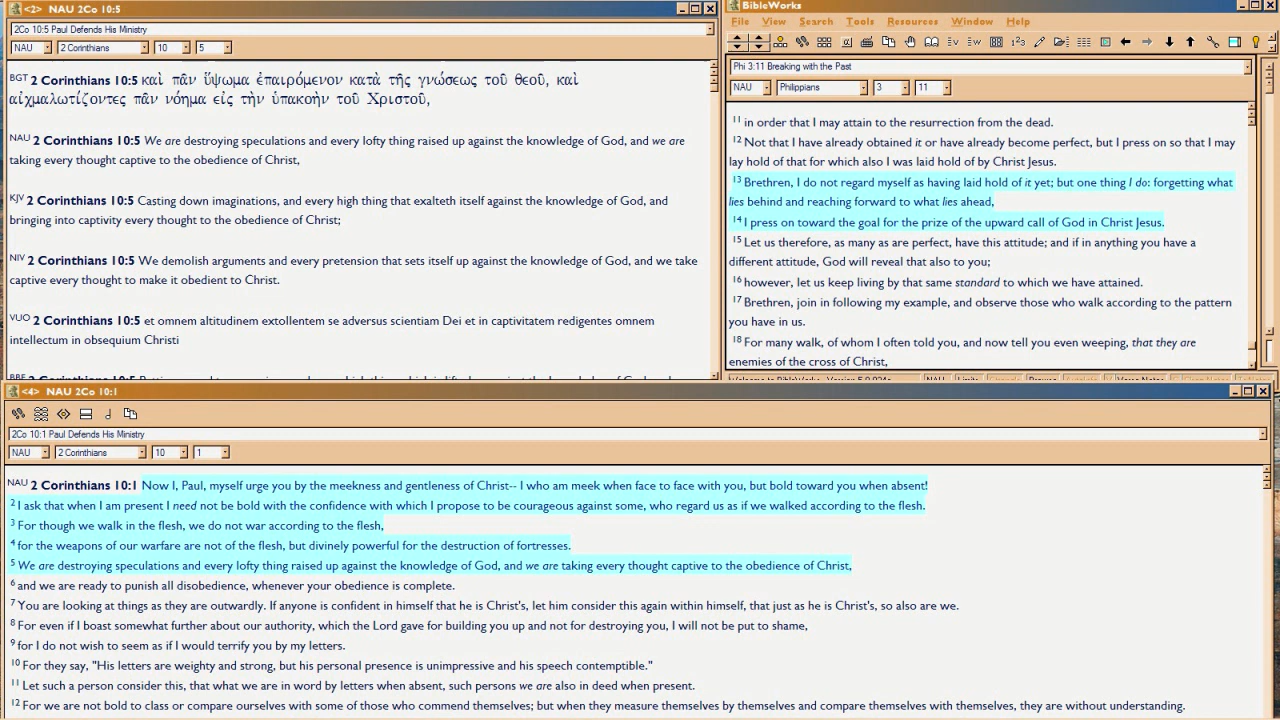 <2> NAU 2Co 10:5
2Co 10:5 Paul Defends His Ministry
NAU 2 Corinthians 10 5
BGT 2 Corinthians 10:5 καὶ πᾶν ὕψωμα ἐπαιρόμενον κατὰ τῆς γνώσεως τοῦ θεοῦ, καὶ
αἰχμαλωτίζοντες πᾶν νόημα εἰς τὴν ὑπακοὴν τοῦ Χριστοῦ,
NAU 2 Corinthians 10:5 We are destroying speculations and every lofty thing raised up against the knowledge of God, and we are
taking every thought captive to the obedience of Christ,
KJV 2 Corinthians 10:5 Casting down imaginations, and every high thing that exalteth itself against the knowledge of God, and
bringing into captivity every thought to the obedience of Christ;
NIV 2 Corinthians 10:5 We demolish arguments and every pretension that sets itself up against the knowledge of God, and we take
captive every thought to make it obedient to Christ.
VUO 2 Corinthians 10:5 et omnem altitudinem extollentem se adversus scientiam Dei et in captivitatem redigentes omnem
intellectum in obsequium Christi
BBE 2 Corinthians 10:5
BibleWorks
File View Search Tools Resources Window Help
Phi 3:11 Breaking with the Past
NAU Philippians 3 11
11 in order that I may attain to the resurrection from the dead.
12 Not that I have already obtained it or have already become perfect, but I press on so that I may
lay hold of that for which also I was laid hold of by Christ Jesus.
13 Brethren, I do not regard myself as having laid hold of it yet; but one thing I do: forgetting what
lies behind and reaching forward to what lies ahead,
14 I press on toward the goal for the prize of the upward call of God in Christ Jesus.
15 Let us therefore, as many as are perfect, have this attitude; and if in anything you have a
different attitude, God will reveal that also to you;
16 however, let us keep living by that same standard to which we have attained.
17 Brethren, join in following my example, and observe those who walk according to the pattern
you have in us.
18 For many walk, of whom I often told you, and now tell you even weeping, that they are
enemies of the cross of Christ,
<4> NAU 2Co 10:1
2Co 10:1 Paul Defends His Ministry
NAU 2 Corinthians 10 1
NAU 2 Corinthians 10:1 Now I, Paul, myself urge you by the meekness and gentleness of Christ-- I who am meek when face to face with you, but bold toward you when absent!
2 I ask that when I am present I need not be bold with the confidence with which I propose to be courageous against some, who regard us as if we walked according to the flesh.
3 For though we walk in the flesh, we do not war according to the flesh,
4 for the weapons of our warfare are not of the flesh, but divinely powerful for the destruction of fortresses.
5 We are destroying speculations and every lofty thing raised up against the knowledge of God, and we are taking every thought captive to the obedience of Christ,
6 and we are ready to punish all disobedience, whenever your obedience is complete.
7 You are looking at things as they are outwardly. If anyone is confident in himself that he is Christ's, let him consider this again within himself, that just as he is Christ's, so also are we.
8 For even if I boast somewhat further about our authority, which the Lord gave for building you up and not for destroying you, I will not be put to shame,
9 for I do not wish to seem as if I would terrify you by my letters.
10 For they say, "His letters are weighty and strong, but his personal presence is unimpressive and his speech contemptible."
11 Let such a person consider this, that what we are in word by letters when absent, such persons we are also in deed when present.
12 For we are not bold to class or compare ourselves with some of those who commend themselves; but when they measure themselves by themselves and compare themselves with themselves, they are without understanding.